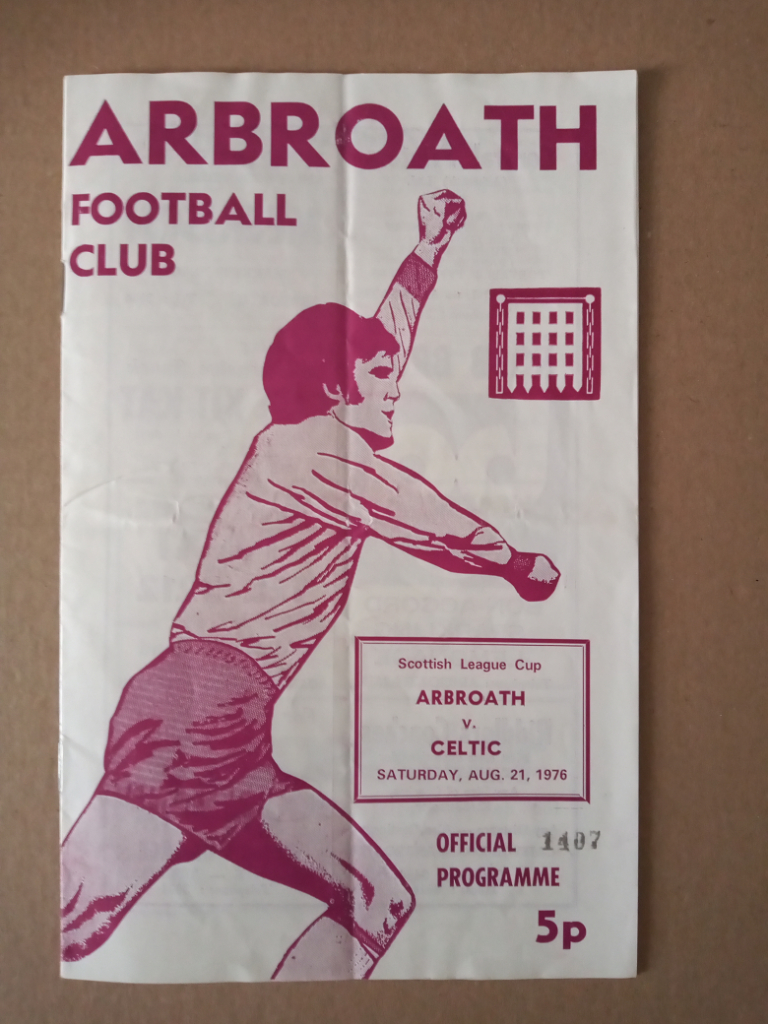 ARBROATH
FOOTBALL
CLUB
Scottish League Cup
ARBROATH
v.
CELTIC
SATURDAY, AUG. 21, 1976
OFFICIAL 1407
PROGRAMME
5p